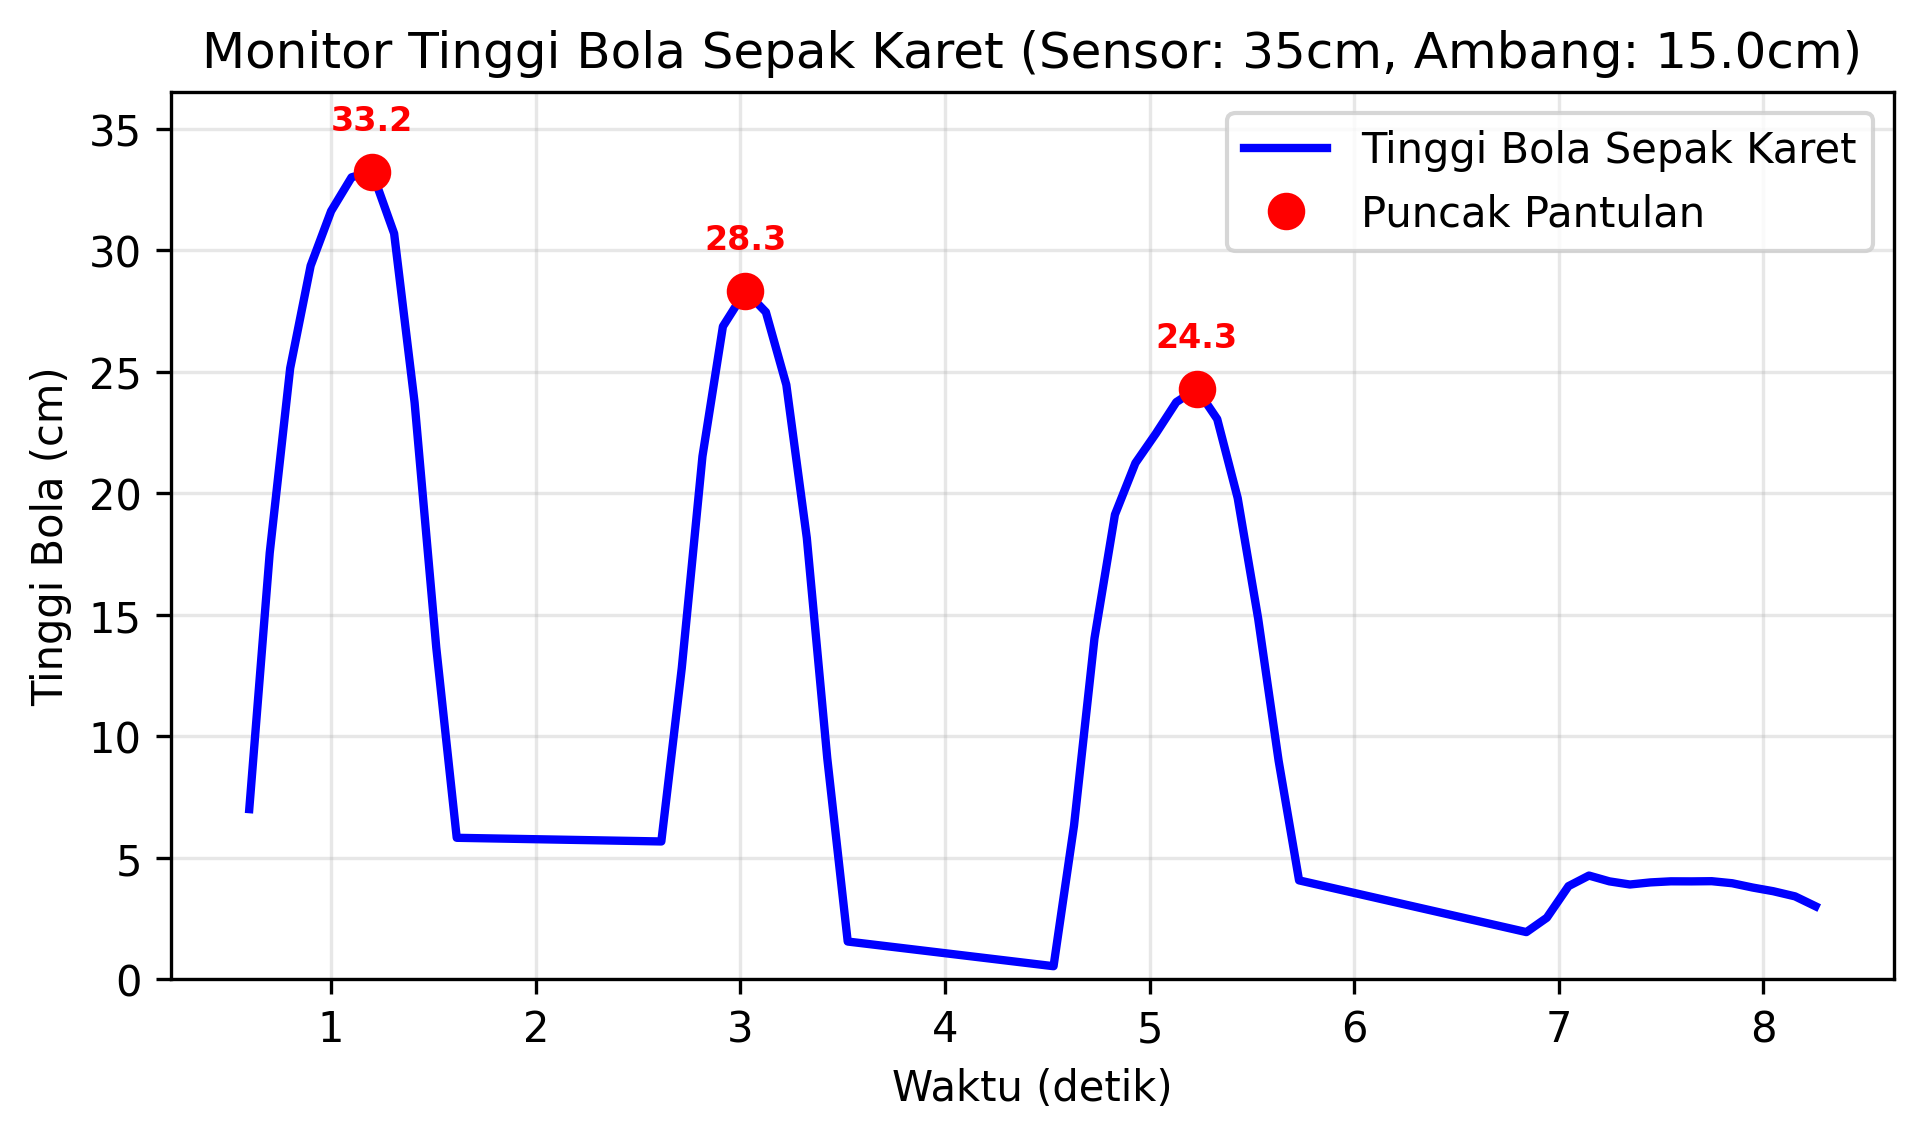 Monitor Tinggi Bola Sepak Karet (Sensor: 35cm, Ambang: 15.0cm)
Tinggi Bola Sepak Karet
Puncak Pantulan
33.2
28.3
24.3
Tinggi Bola (cm)
35
30
25
20
15
10
5
0
1 2 3 4 5 6 7 8
Waktu (detik)